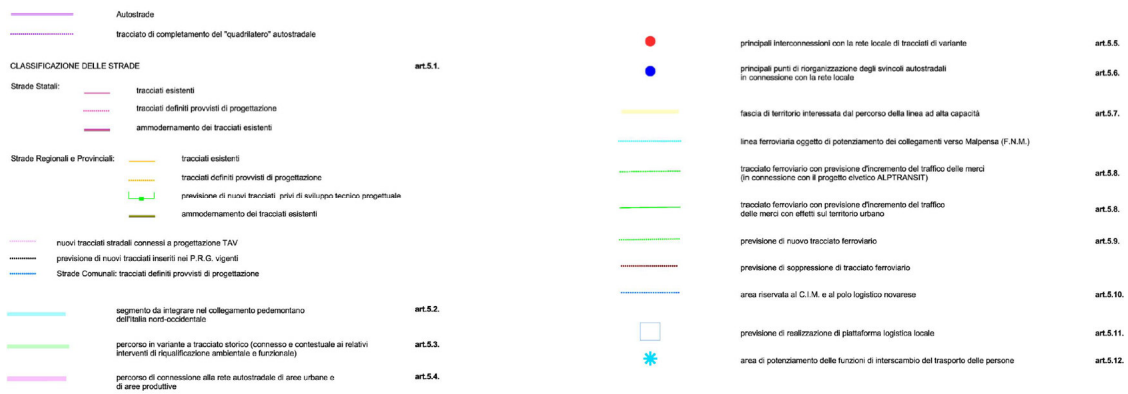 Autostrade
tracciato di completamento del "quadrilatero" autostradale
CLASSIFICAZIONE DELLE STRADE art.5.1.
Strade Statali:
tracciati esistenti
tracciati definiti provvisti di progettazione
ammodernamento dei tracciati esistenti
Strade Regionali e Provinciali: tracciati esistenti
tracciati definiti provvisti di progettazione
previsione di nuovi tracciati privi di sviluppo tecnico progettuale
ammodernamento dei tracciati esistenti
nuovi tracciati stradali connessi a progettazione TAV
previsione di nuovi tracciati inseriti nei P.R.G. vigenti
Strade Comunali: tracciati definiti provvisti di progettazione
segmento da integrare nel collegamento pedemontano art.5.2.
dell'Italia nord-occidentale
percorso in variante a tracciato storico (connesso e contestuale ai relativi art.5.3.
interventi di riqualificazione ambientale e funzionale)
percorso di connessione alla rete autostradale di aree urbane e art.5.4.
di aree produttive
principali interconnessioni con la rete locale di tracciati di variante art.5.5.
principali punti di riorganizzazione degli svincoli autostradali art.5.6.
in connessione con la rete locale
fascia di territorio interessata dal percorso della linea ad alta capacità art.5.7.
linea ferroviaria oggetto di potenziamento dei collegamenti verso Malpensa (F.N.M.)
tracciato ferroviario con previsione d'incremento del traffico delle merci art.5.8.
(in connessione con il progetto elvetico ALPTRANSIT)
tracciato ferroviario con previsione d'incremento del traffico art.5.8.
delle merci con effetti sul territorio urbano
previsione di nuovo tracciato ferroviario art.5.9.
previsione di soppressione di tracciato ferroviario
area riservata al C.I.M. e al polo logistico novarese art.5.10.
previsione di realizzazione di piattaforma logistica locale art.5.11.
area di potenziamento delle funzioni di interscambio del trasporto delle persone art.5.12.